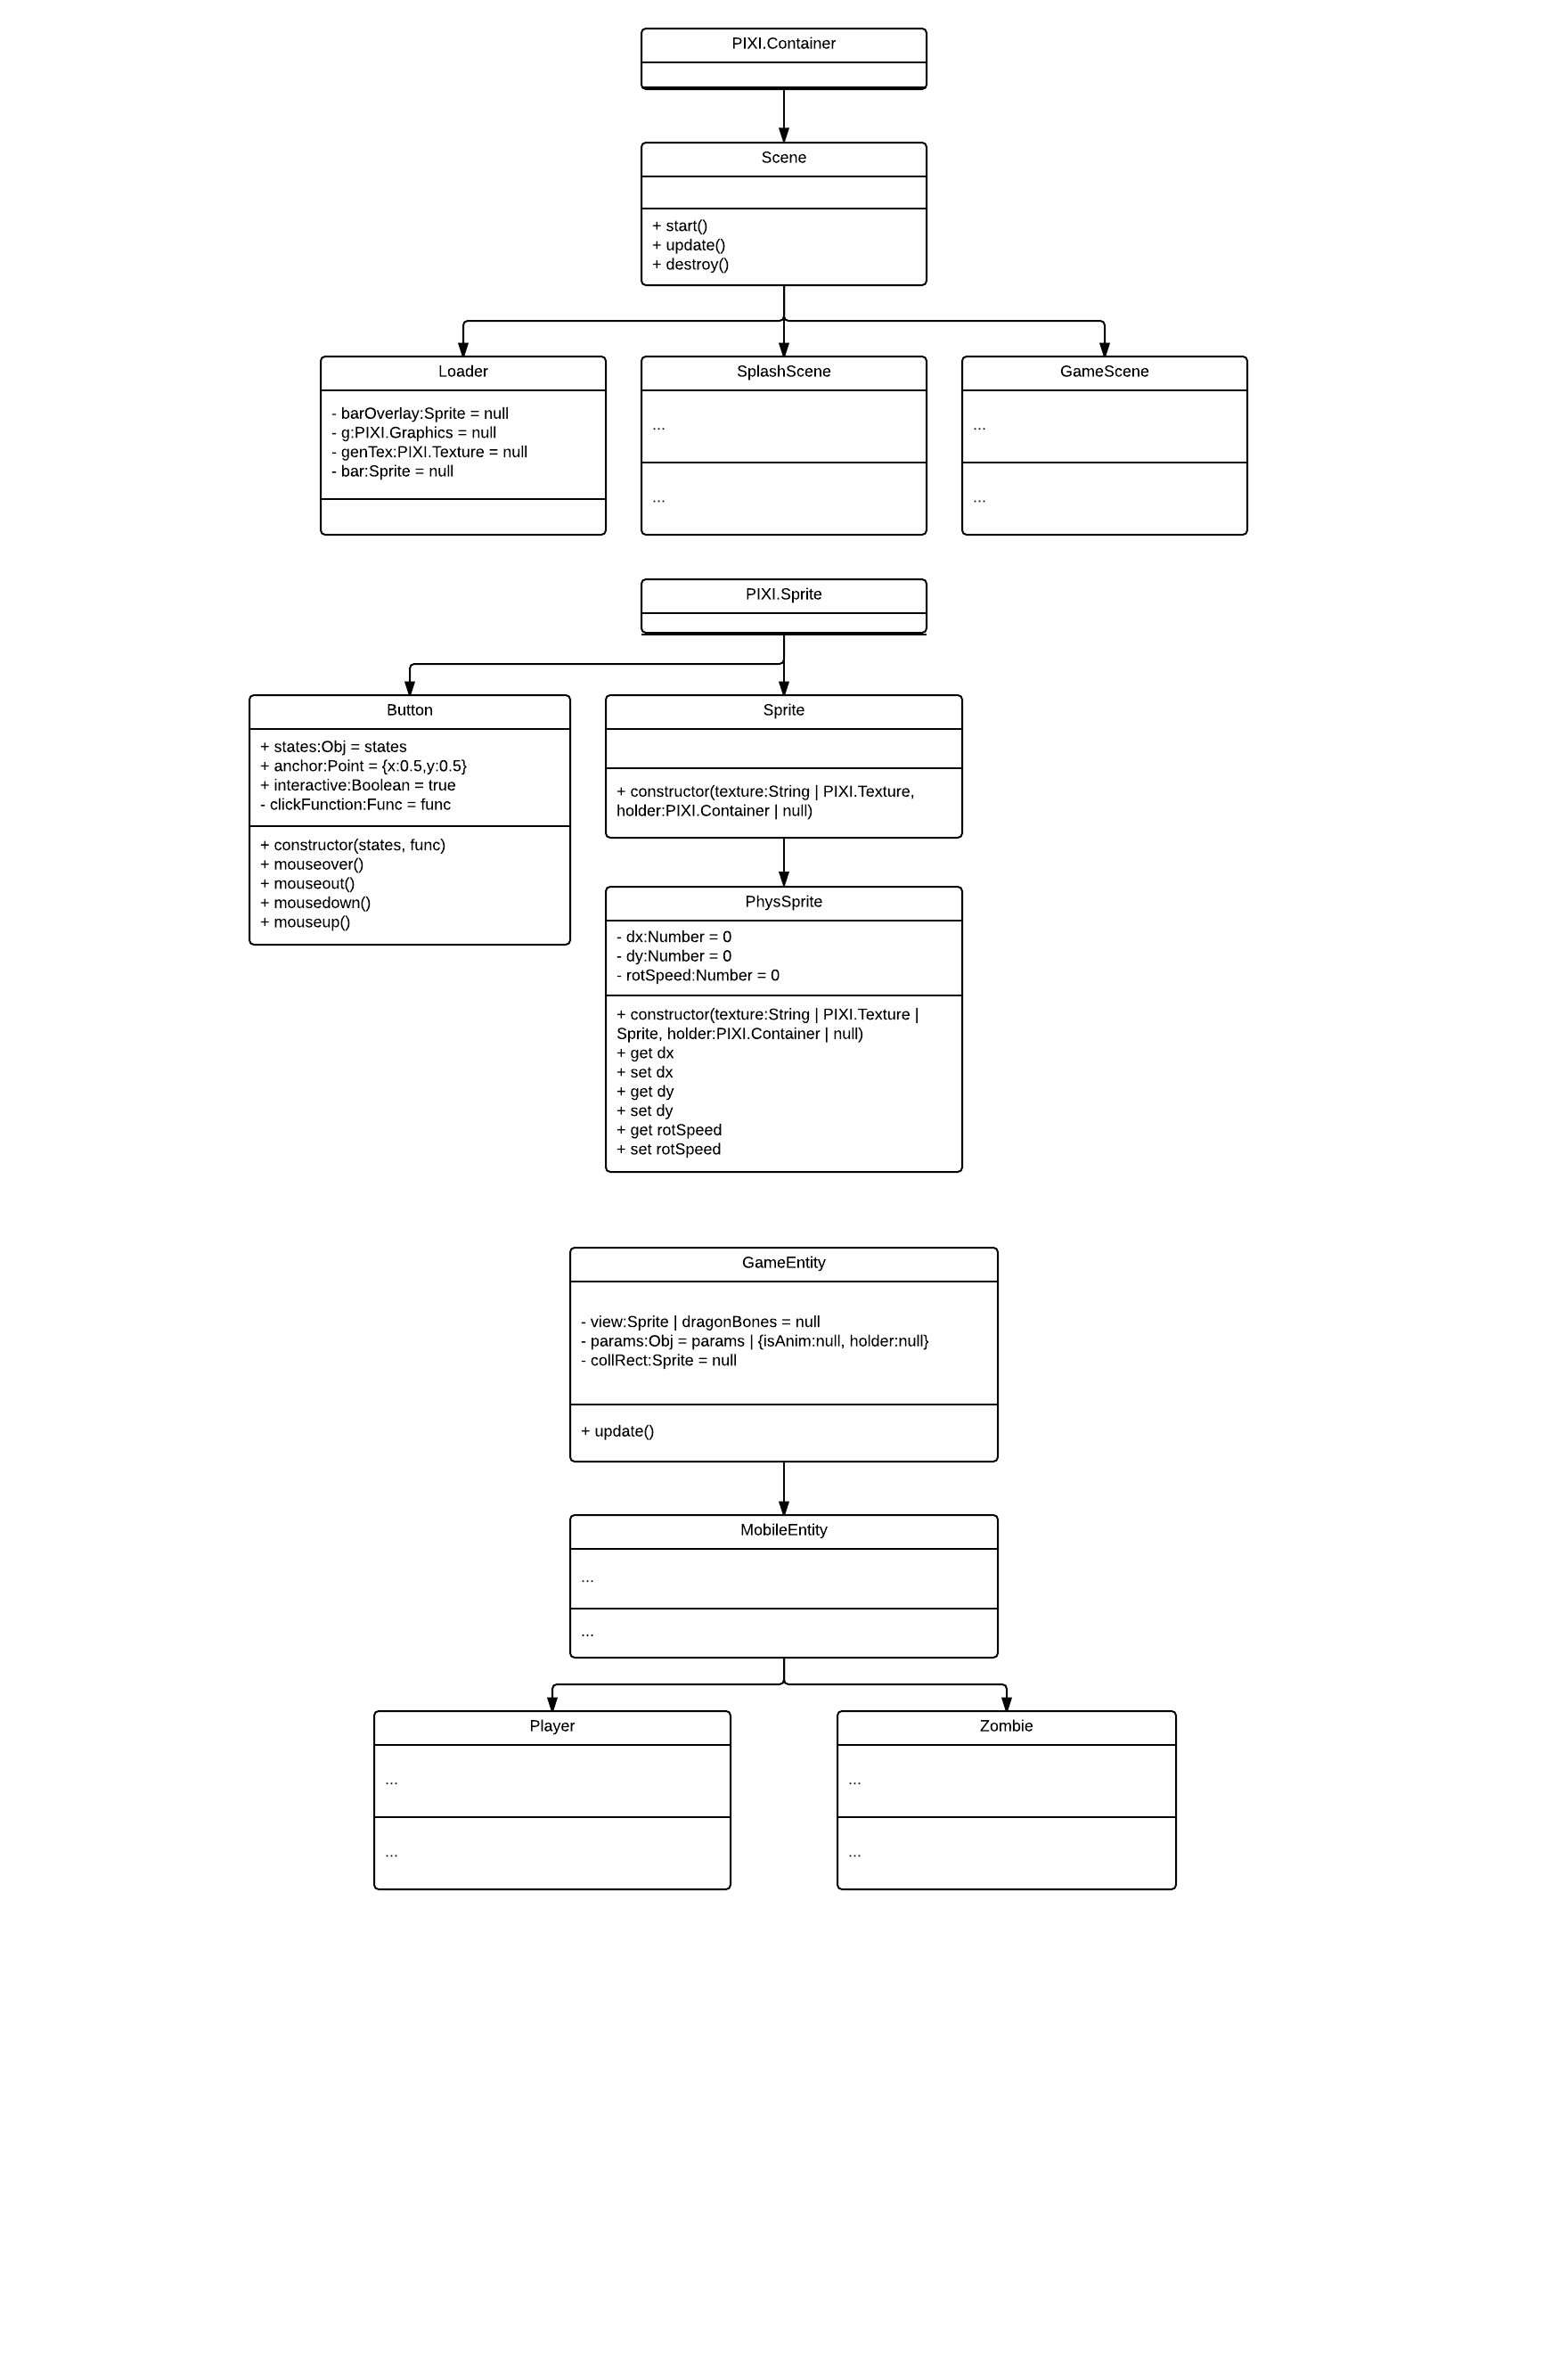 PIXI.Container
Scene
+ start()
+ update()
+ destroy()
Loader
- barOverlay:Sprite = null
- g:PIXI.Graphics = null
- genTex:PIXI.Texture = null
- bar:Sprite = null
SplashScene
...
...
GameScene
...
...
PIXI.Sprite
Button
+ states:Obj = states
+ anchor:Point = {x:0.5,y:0.5}
+ interactive:Boolean = true
- clickFunction:Func = func
+ constructor(states, func)
+ mouseover()
+ mouseout()
+ mousedown()
+ mouseup()
Sprite
+ constructor(texture:String | PIXI.Texture,
holder:PIXI.Container | null)
PhysSprite
- dx:Number = 0
- dy:Number = 0
- rotSpeed:Number = 0
+ constructor(texture:String | PIXI.Texture |
Sprite, holder:PIXI.Container | null)
+ get dx
+ set dx
+ get dy
+ set dy
+ get rotSpeed
+ set rotSpeed
GameEntity
- view:Sprite | dragonBones = null
- params:Obj = params | {isAnim:null, holder:null}
- collRect:Sprite = null
+ update()
MobileEntity
...
...
Player
...
...
Zombie
...
...